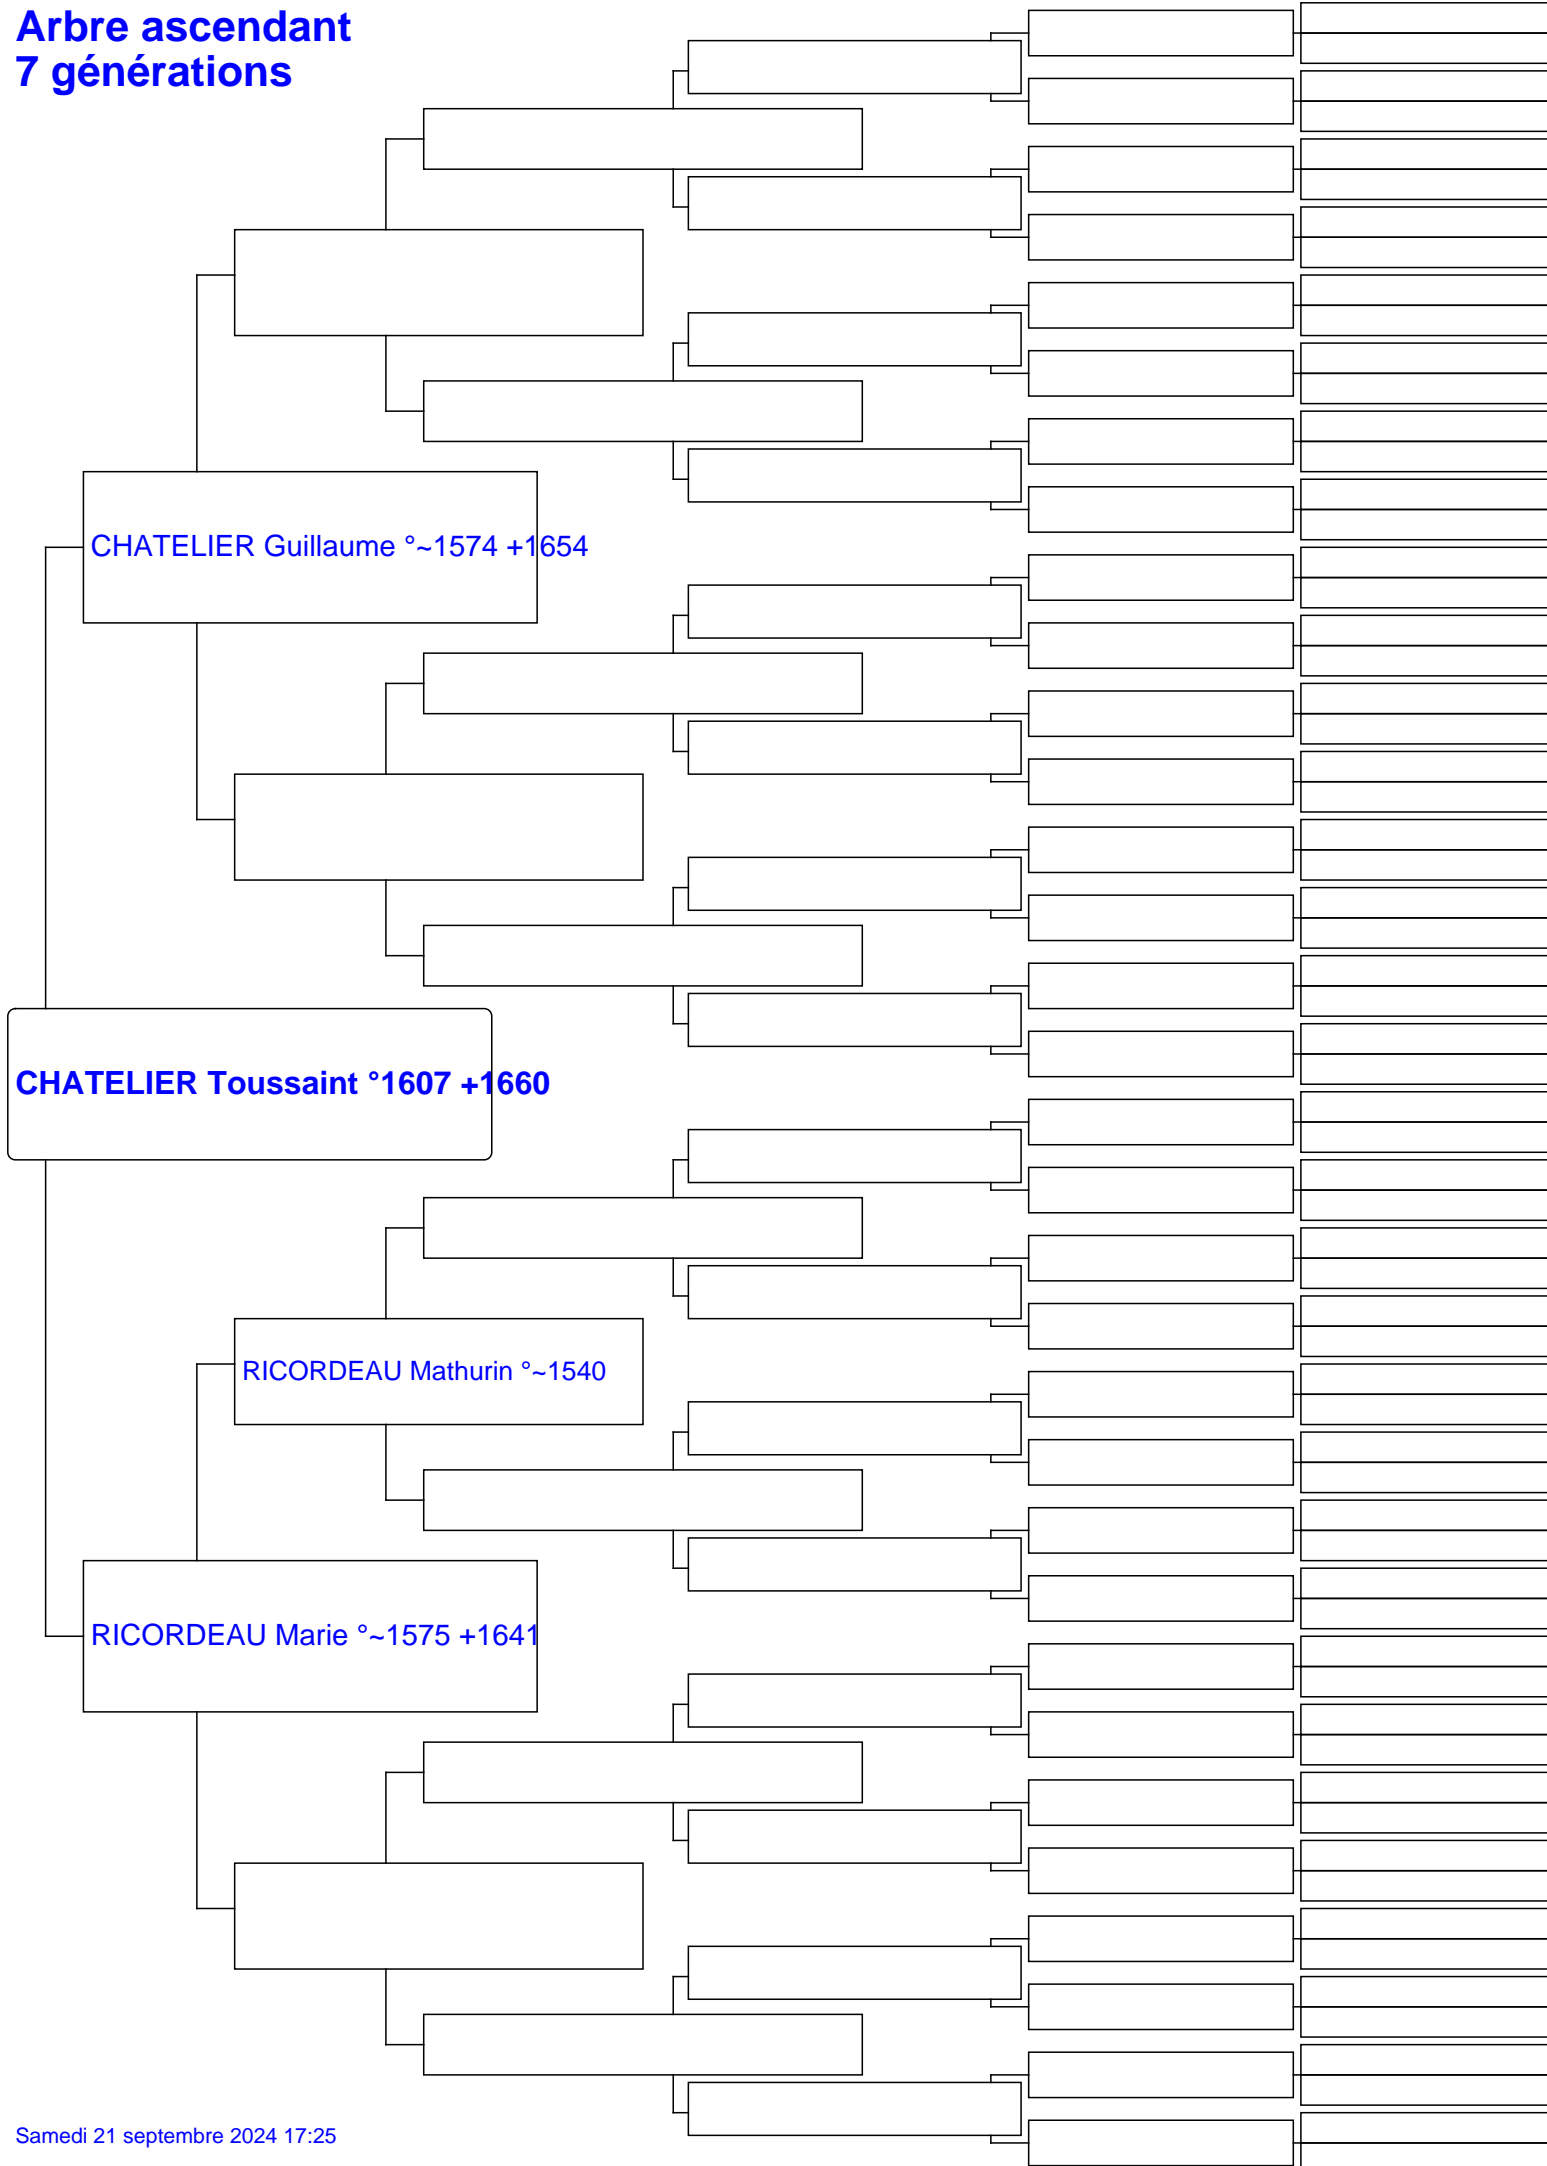 Arbre ascendant
7 générations
CHATELIER Guillaume °~1574 +1654
CHATELIER Toussaint °1607 +1660
RICORDEAU Mathurin °~1540
RICORDEAU Marie °~1575 +1641
Samedi 21 septembre 2024 17:25